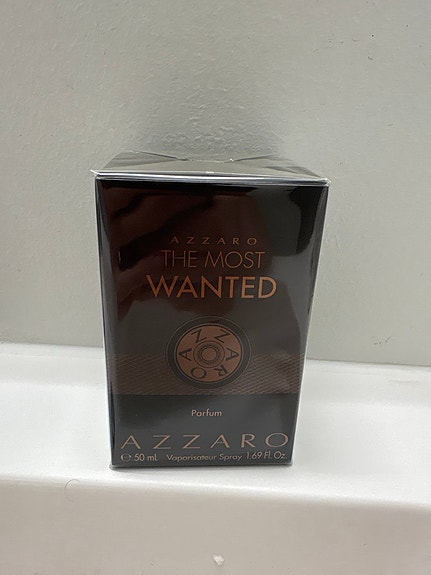 AZZARO
THE MOST
WANTED
AZZARO
Parfum
AZZARO
℮ 50 ml Vaporisateur Spray 1.69 Fl. Oz.